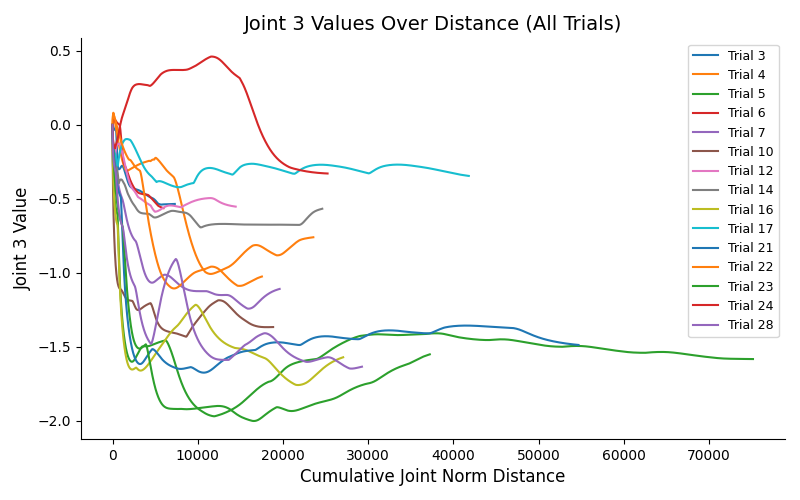 Joint 3 Values Over Distance (All Trials)
Joint 3 Value
0.5
0.0
−0.5
−1.0
−1.5
−2.0
0 10000 20000 30000 40000 50000 60000 70000
Cumulative Joint Norm Distance
Trial 3
Trial 4
Trial 5
Trial 6
Trial 7
Trial 10
Trial 12
Trial 14
Trial 16
Trial 17
Trial 21
Trial 22
Trial 23
Trial 24
Trial 28